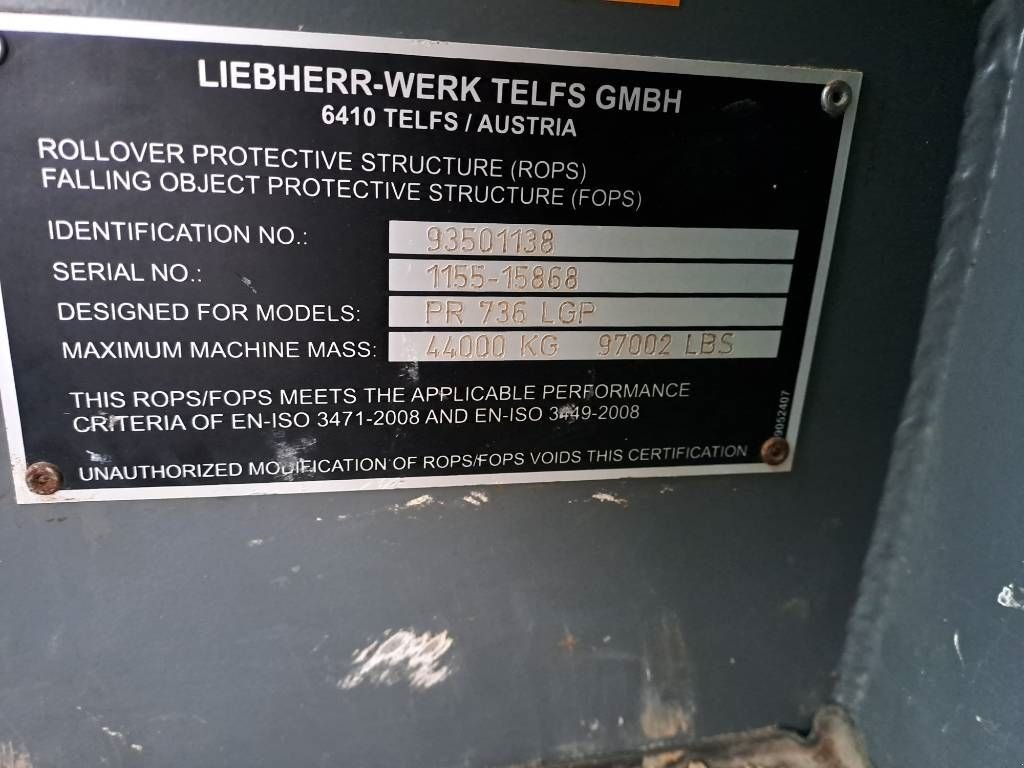 LIEBHERR-WERK TELFS GMBH
6410 TELFS / AUSTRIA
ROLLOVER PROTECTIVE STRUCTURE (ROPS)
FALLING OBJECT PROTECTIVE STRUCTURE (FOPS)
IDENTIFICATION NO.: 93501138
SERIAL NO.: 1155-15868
DESIGNED FOR MODELS: PR 736 LGP
MAXIMUM MACHINE MASS: 44000 KG 97002 LBS
THIS ROPS/FOPS MEETS THE APPLICABLE PERFORMANCE
CRITERIA OF EN-ISO 3471-2008 AND EN-ISO 3449-2008
UNAUTHORIZED MODIFICATION OF ROPS/FOPS VOIDS THIS CERTIFICATION